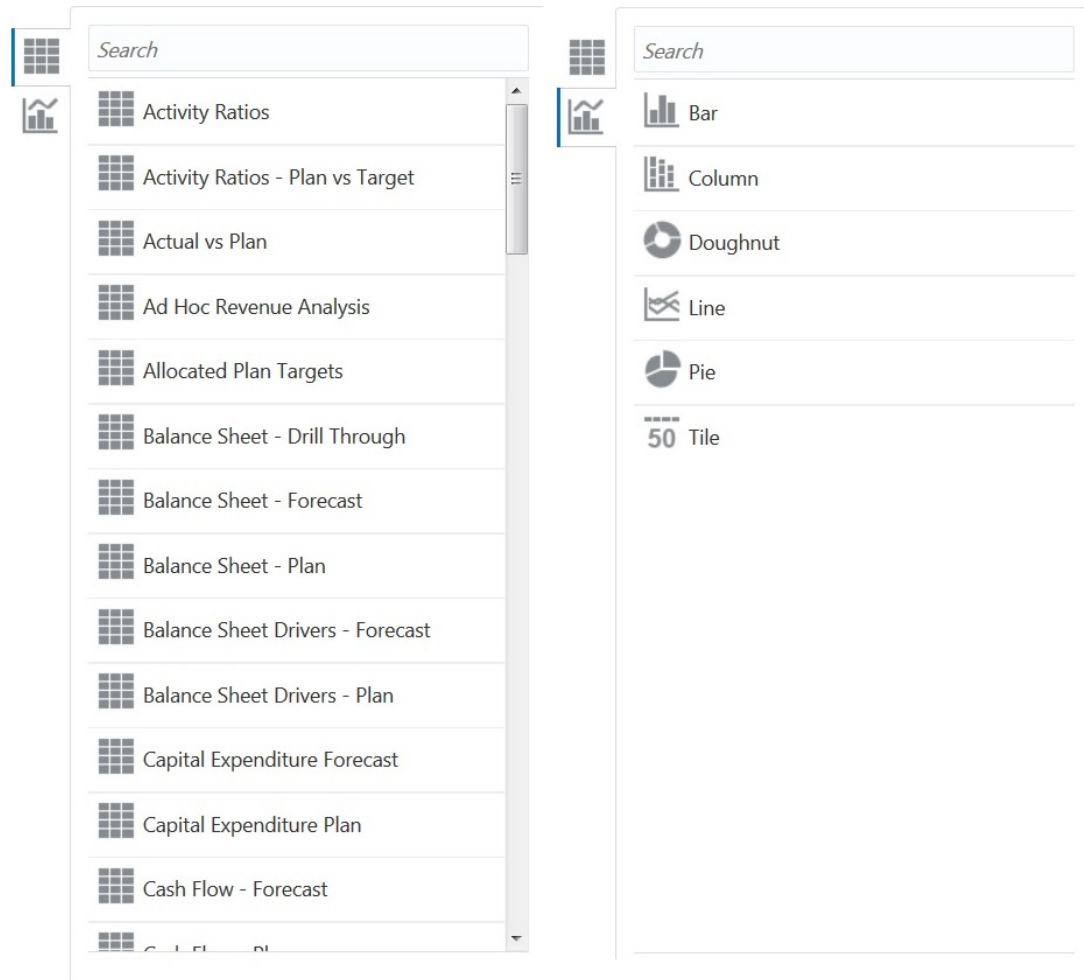 Search
Activity Ratios
Activity Ratios - Plan vs Target
Actual vs Plan
Ad Hoc Revenue Analysis
Allocated Plan Targets
Balance Sheet - Drill Through
Balance Sheet - Forecast
Balance Sheet - Plan
Balance Sheet Drivers - Forecast
Balance Sheet Drivers - Plan
Capital Expenditure Forecast
Capital Expenditure Plan
Cash Flow - Forecast
Search
Bar
Column
Doughnut
Line
Pie
50 Tile